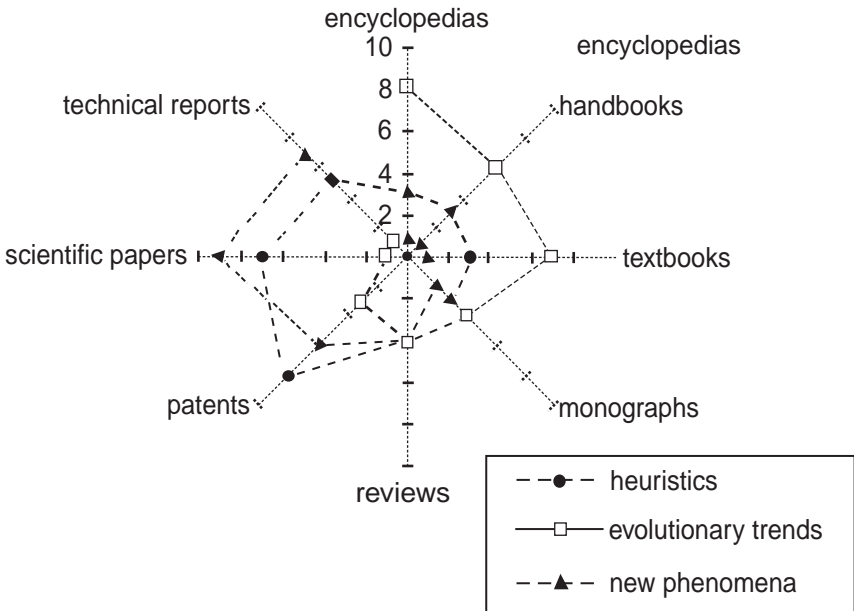 encyclopedias
10
encyclopedias
8
technical reports
handbooks
6
4
2
scientific papers
textbooks
patents
monographs
reviews
heuristics
evolutionary trends
new phenomena